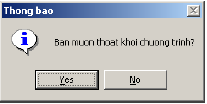 Thong bao
Ban muon thoat khoi chuong trinh?
Yes
No